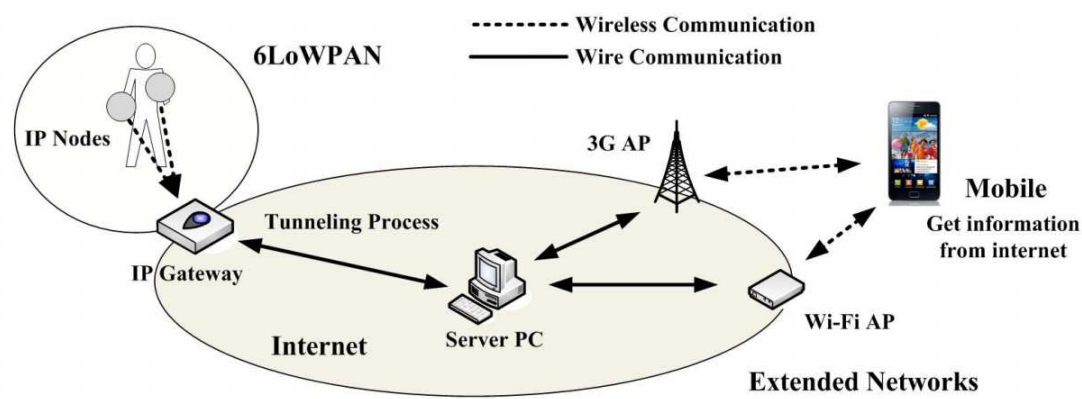 Wireless Communication
6LoWPAN
Wire Communication
IP Nodes
3G AP
Mobile
Tunneling Process
Get information
from internet
IP Gateway
Wi-Fi AP
Server PC
Internet
Extended Networks